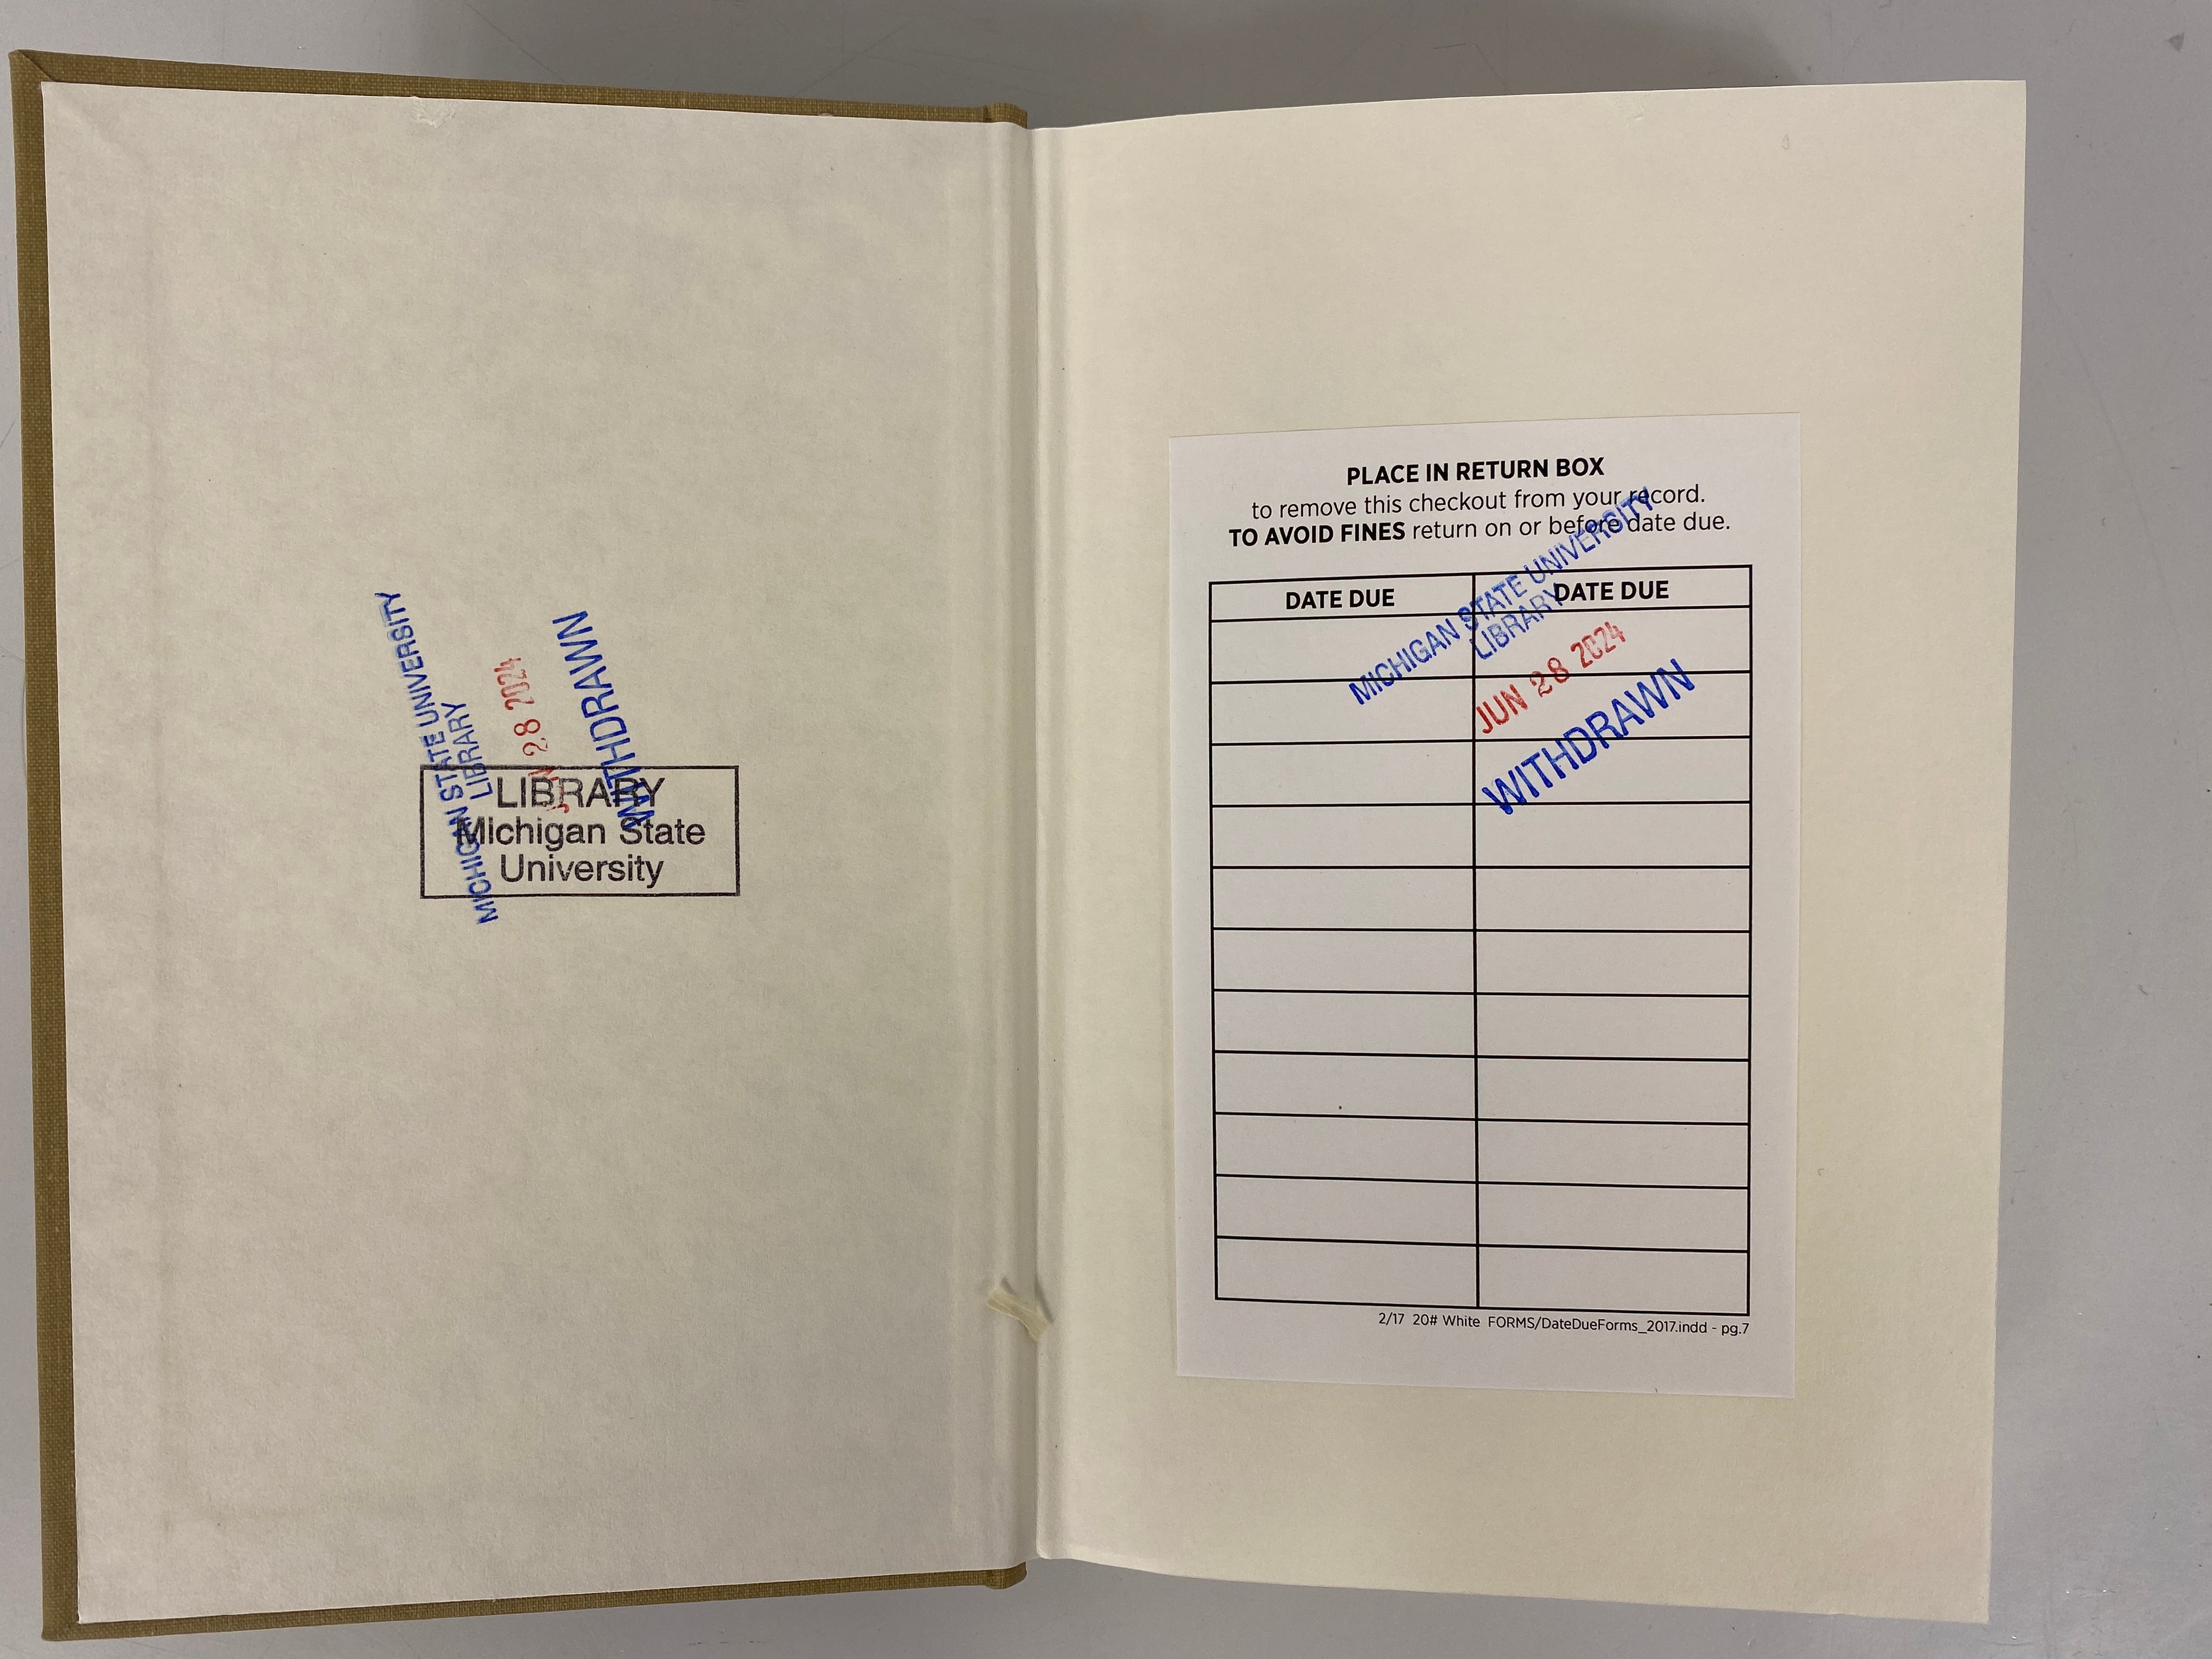 MICHIGAN STATE UNIVERSITY
LIBRARY
JUN 28 2024
WITHDRAWN
LIBRARY
MIchigan State
University
PLACE IN RETURN BOX
to remove this checkout from your record.
TO AVOID FINES return on or before date due.
DATE DUE DATE DUE
MICHIGAN STATE UNIVERSITY
LIBRARY
JUN 28 2024
WITHDRAWN
2/17 20# White FORMS/DateDueForms_2017.indd - pg.7